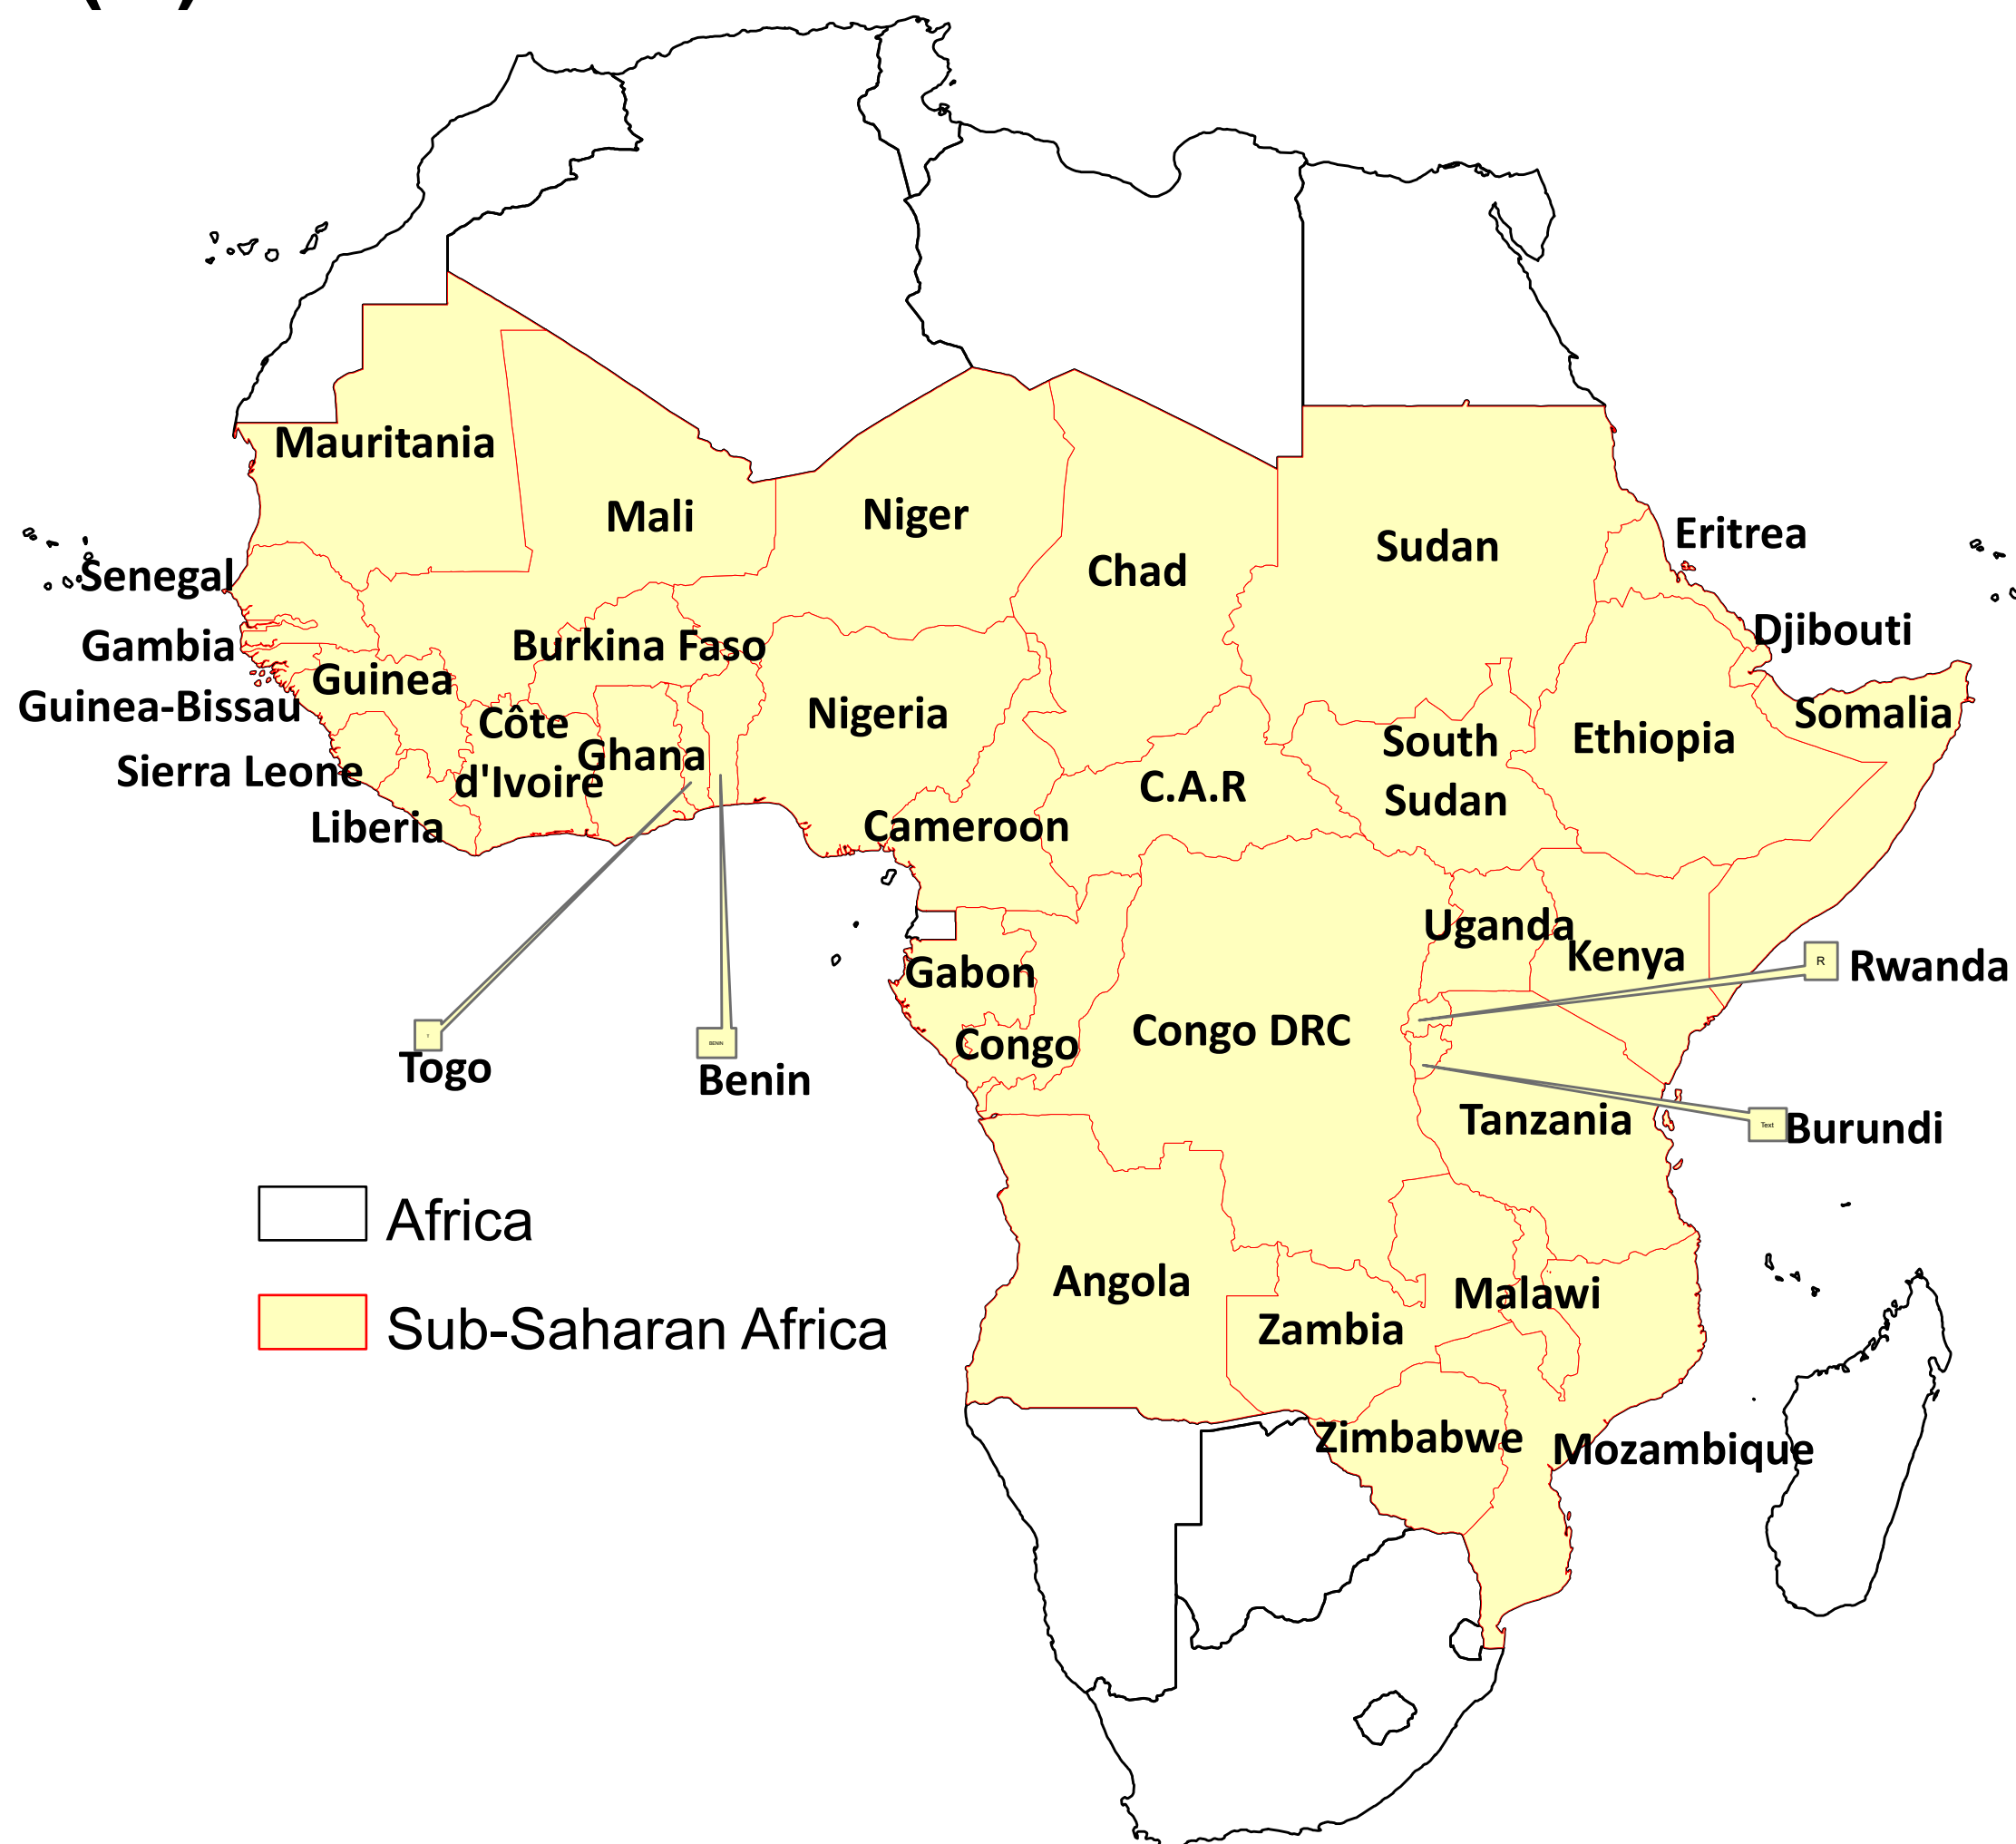 Mauritania
Mali
Niger
Chad
Sudan
Eritrea
Senegal
Djibouti
Gambia
Burkina Faso
Guinea
Guinea-Bissau
Côte
d'Ivoire
Ghana
Nigeria
Somalia
South
Sudan
Ethiopia
Sierra Leone
C.A.R
Liberia
Cameroon
Uganda
Kenya
R
Rwanda
Gabon
Congo
Congo DRC
T
Togo
BENIN
Benin
Tanzania
Text
Burundi
Africa
Angola
Malawi
Sub-Saharan Africa
Zambia
Zimbabwe
Mozambique